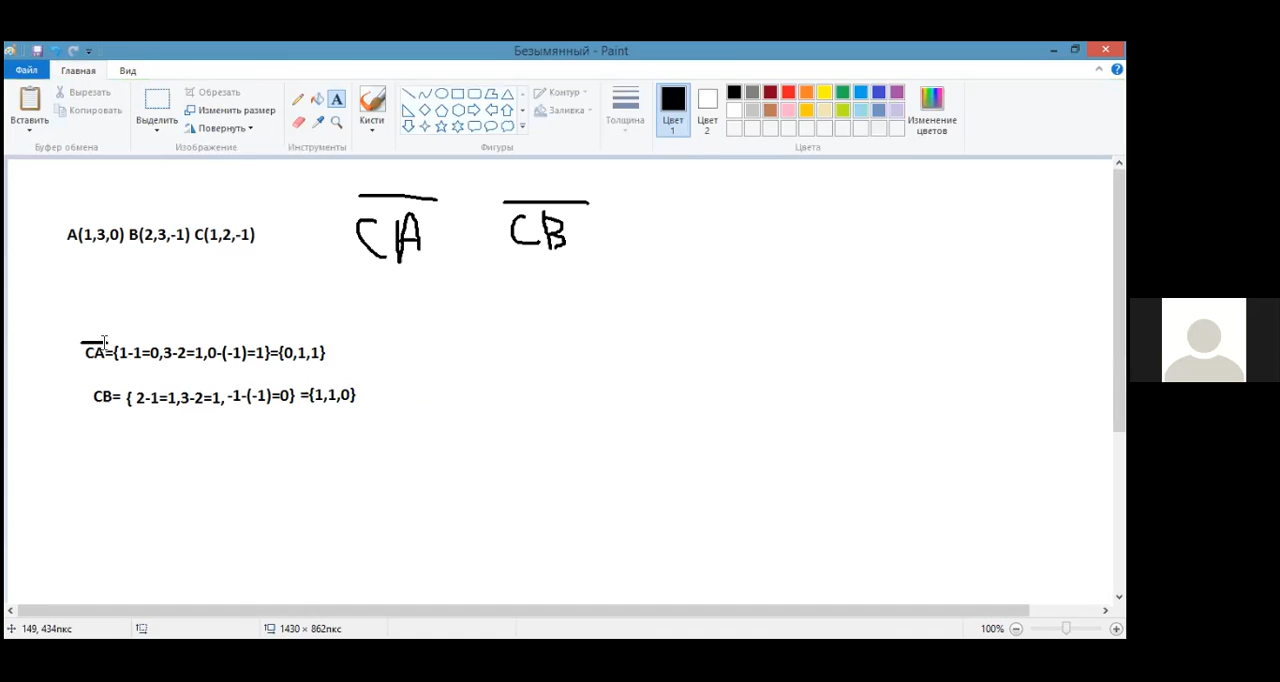 Безымянный - Paint
Файл Главная Вид
Вставить
Вырезать
Копировать
Буфер обмена
Выделить
Обрезать
Изменить размер
Повернуть
Изображение
A
Инструменты
Кисти
Контур
Заливка
Фигуры
Толщина
Цвет 1
Цвет 2
Изменение цветов
Цвета
A(1,3,0) B(2,3,-1) C(1,2,-1)
CA CB
CA={1-1=0,3-2=1,0-(-1)=1}={0,1,1}
CB= { 2-1=1,3-2=1, -1-(-1)=0} ={1,1,0}
149, 434пкс 1430 × 862пкс 100%